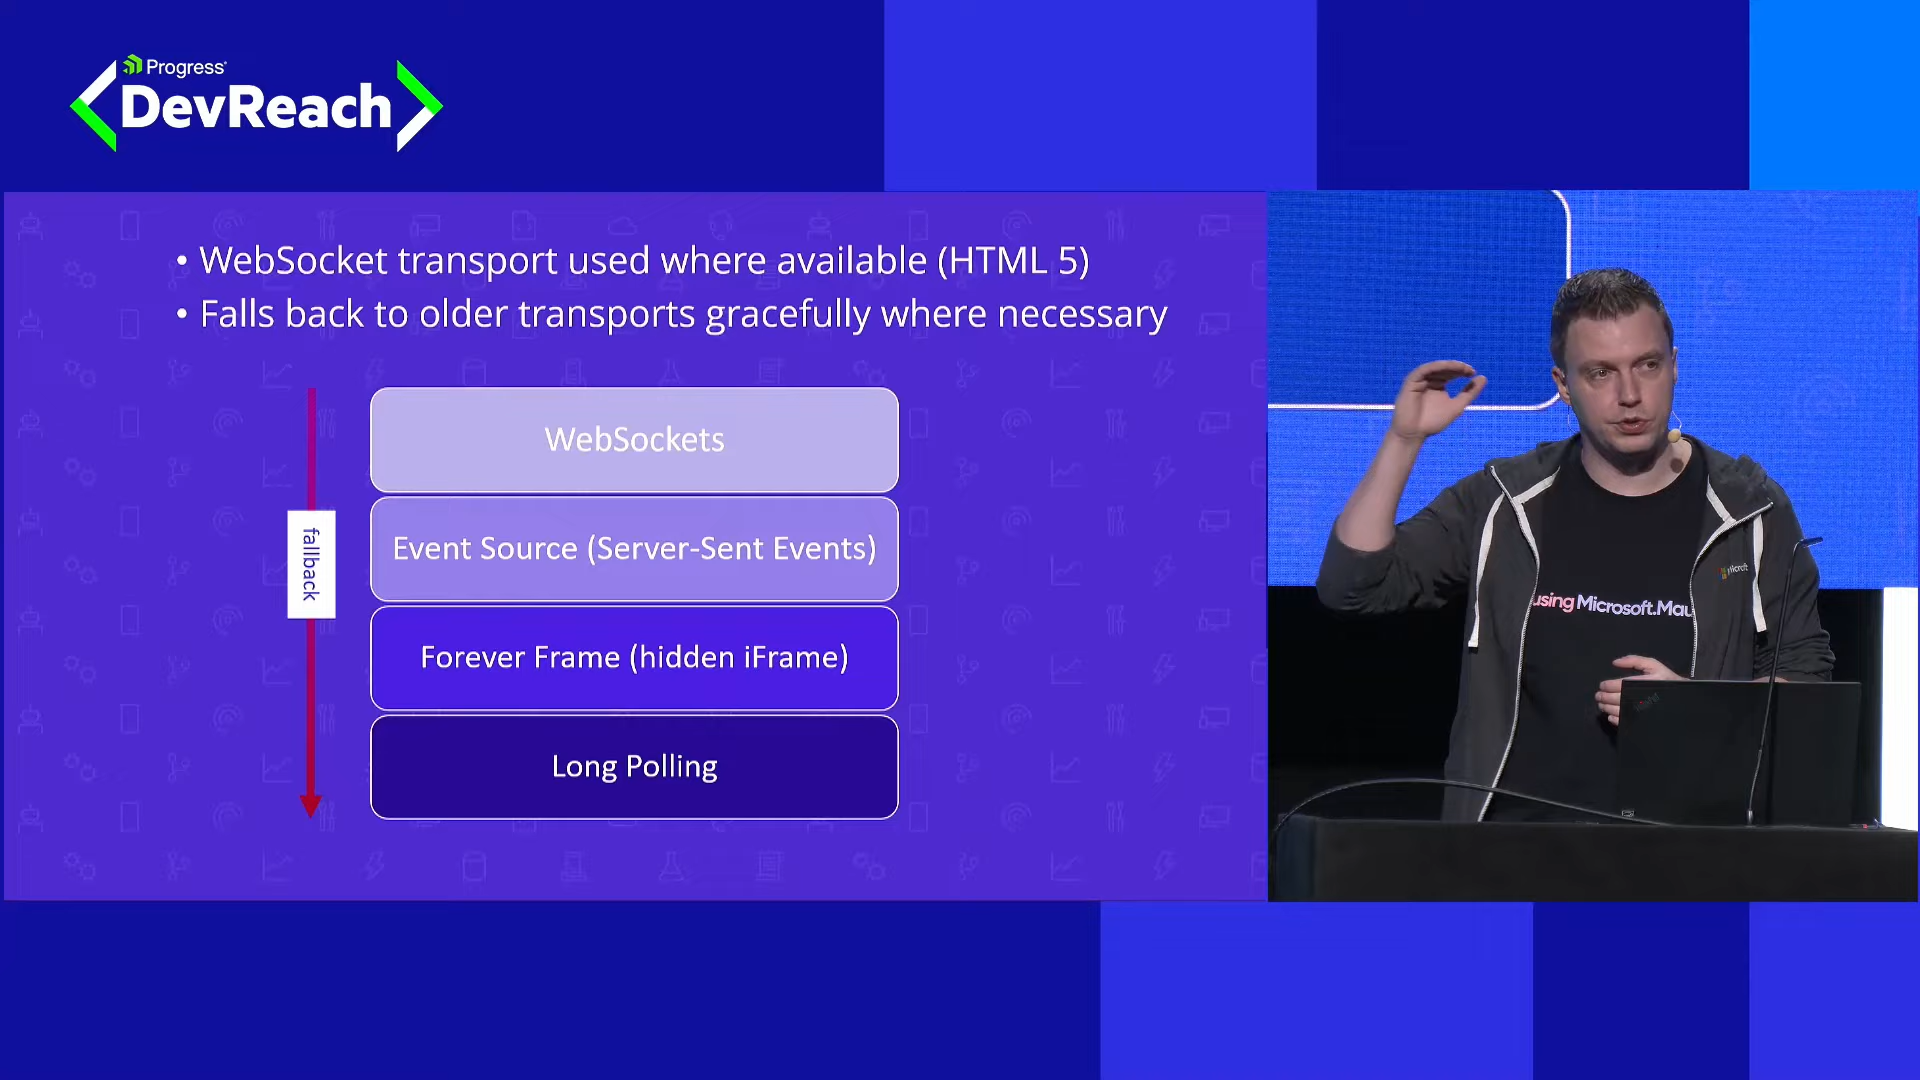 Progress
DevReach
• WebSocket transport used where available (HTML 5)
• Falls back to older transports gracefully where necessary
WebSockets
Event Source (Server-Sent Events)
fallback
Forever Frame (hidden iFrame)
Long Polling
using Microsoft.Mau